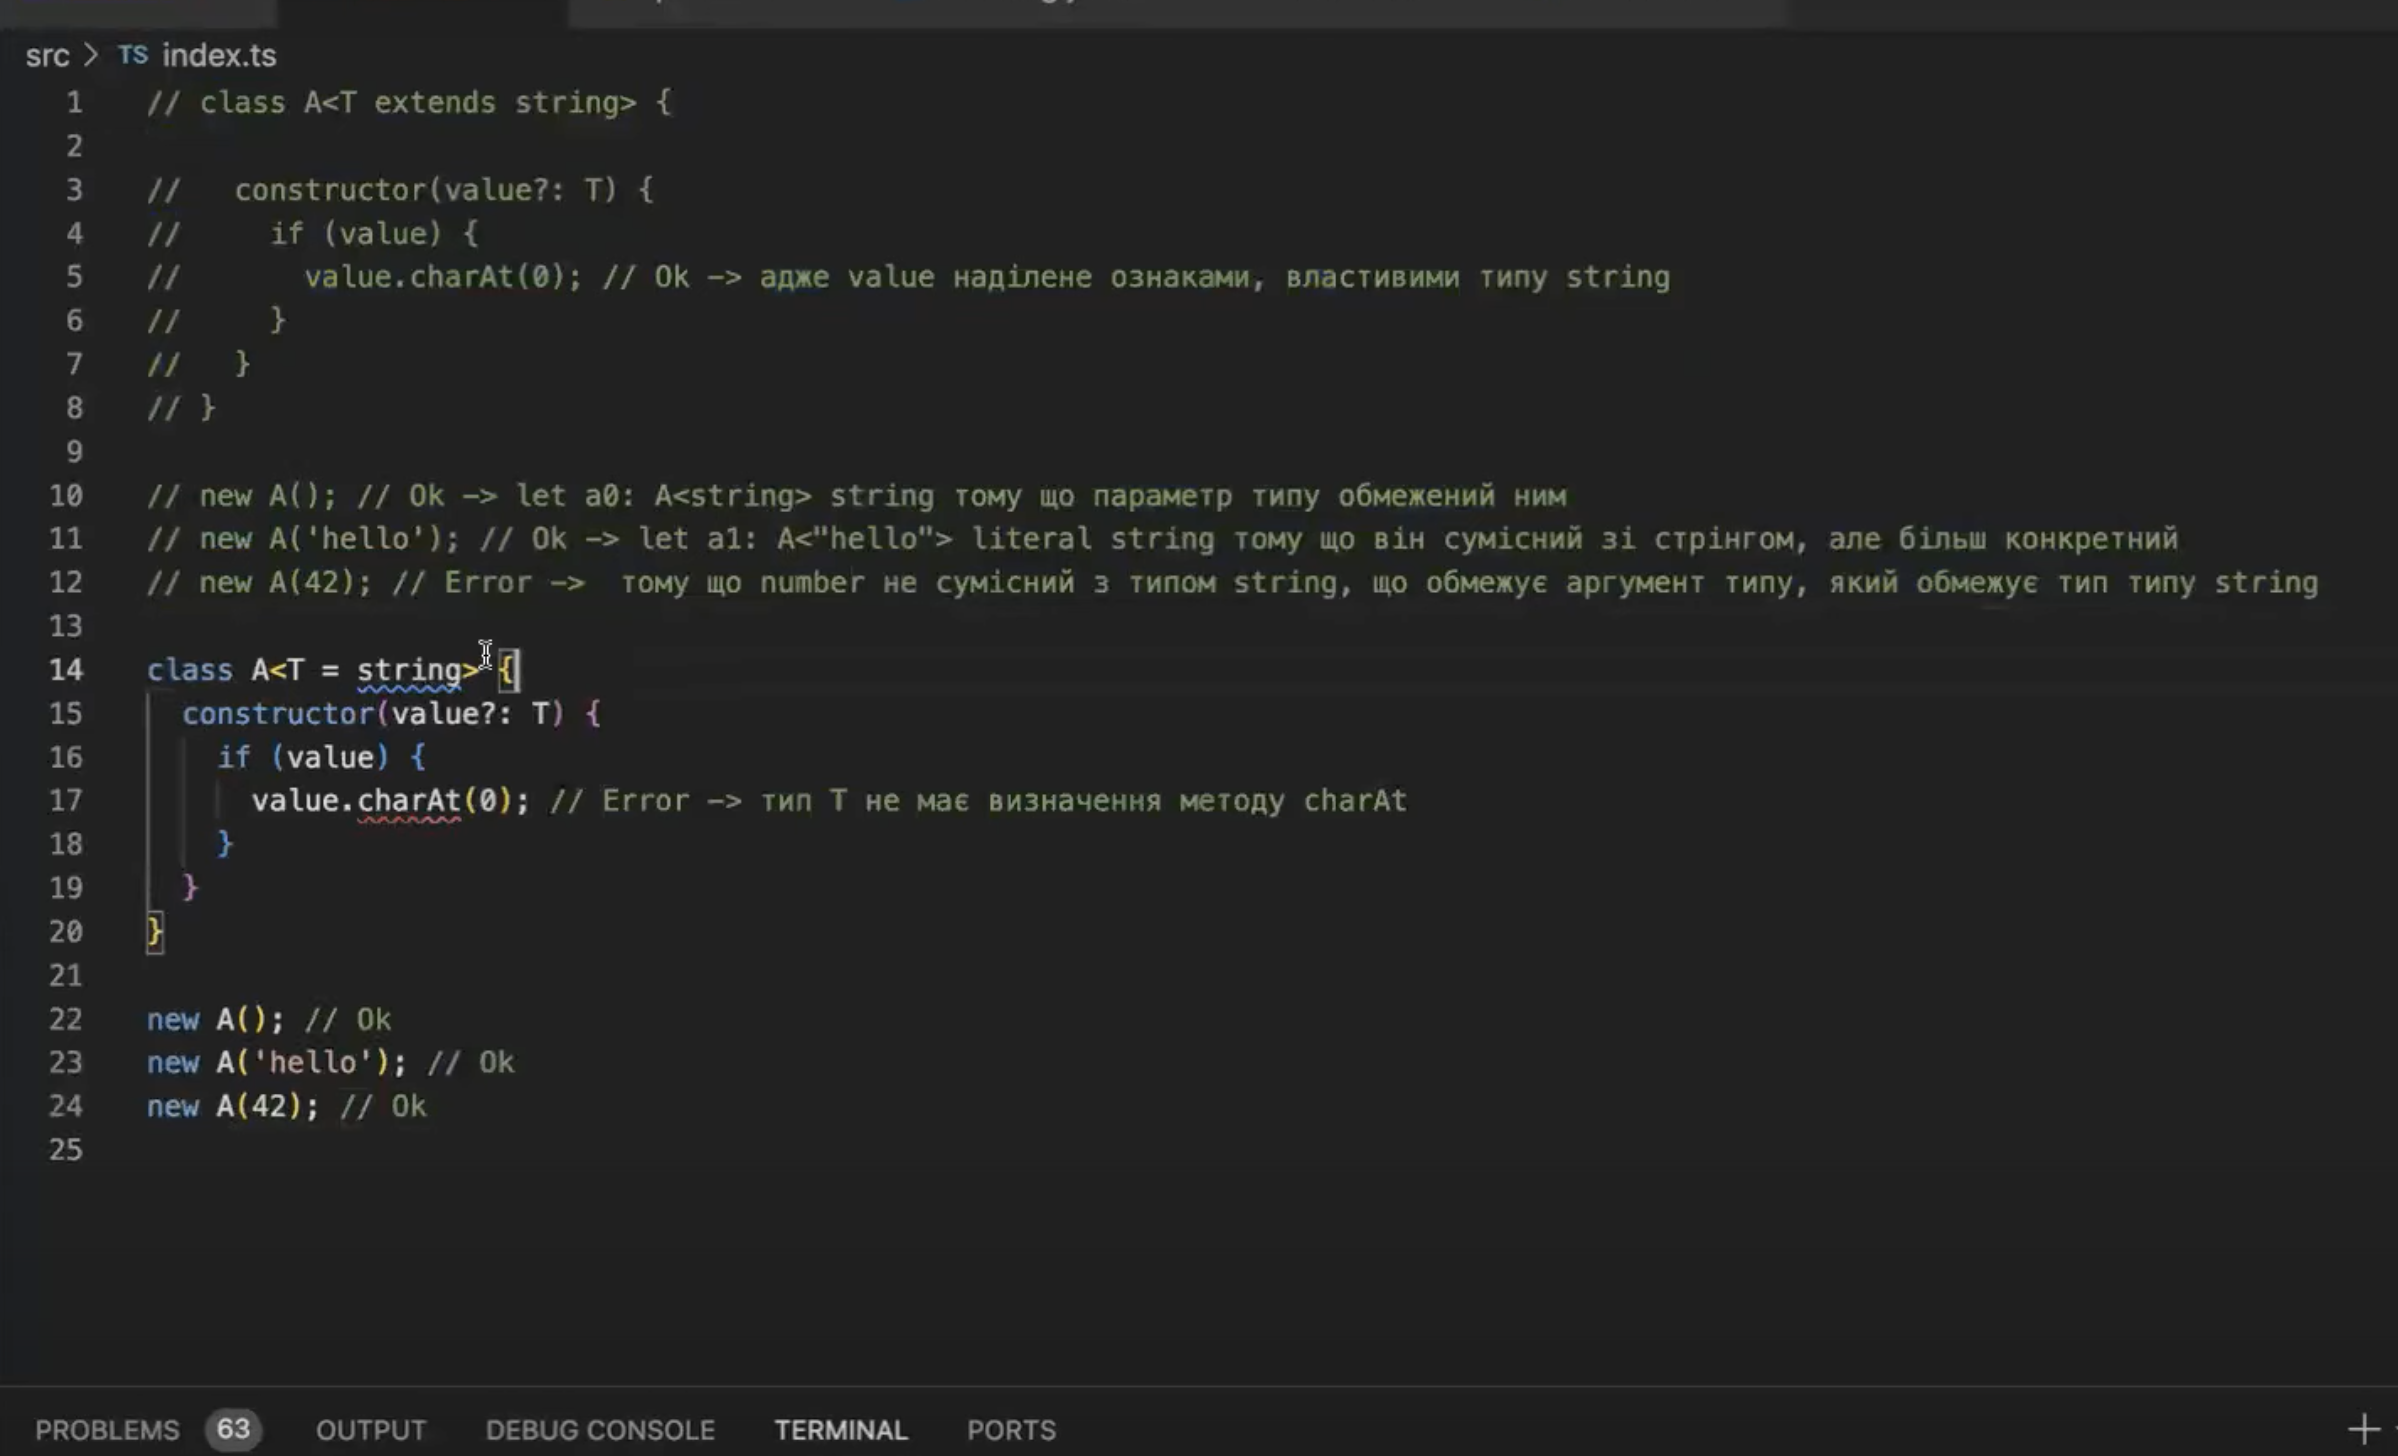 src > TS index.ts
1 // class A<T extends string> {
2
3 //   constructor(value?: T) {
4 //     if (value) {
5 //       value.charAt(0); // Ok –> адже value наділене ознаками, властивими типу string
6 //     }
7 //   }
8 // }
9
10 // new A(); // Ok –> let a0: A<string> string тому що параметр типу обмежений ним
11 // new A('hello'); // Ok –> let a1: A<"hello"> literal string тому що він сумісний зі стрінгом, але більш конкретний
12 // new A(42); // Error –>  тому що number не сумісний з типом string, що обмежує аргумент типу, який обмежує тип типу string
13
14 class A<T = string> {
15   constructor(value?: T) {
16     if (value) {
17       value.charAt(0); // Error –> тип T не має визначення методу charAt
18     }
19   }
20 }
21
22 new A(); // Ok
23 new A('hello'); // Ok
24 new A(42); // Ok
25
PROBLEMS 63 OUTPUT DEBUG CONSOLE TERMINAL PORTS